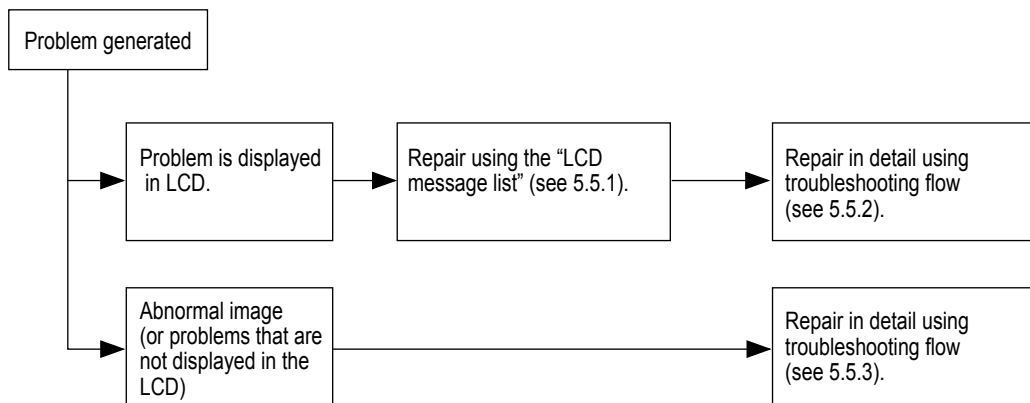 Problem generated
Problem is displayed
in LCD.
Repair using the “LCD
message list” (see 5.5.1).
Repair in detail using
troubleshooting flow
(see 5.5.2).
Abnormal image
(or problems that are
not displayed in the
LCD)
Repair in detail using
troubleshooting flow
(see 5.5.3).